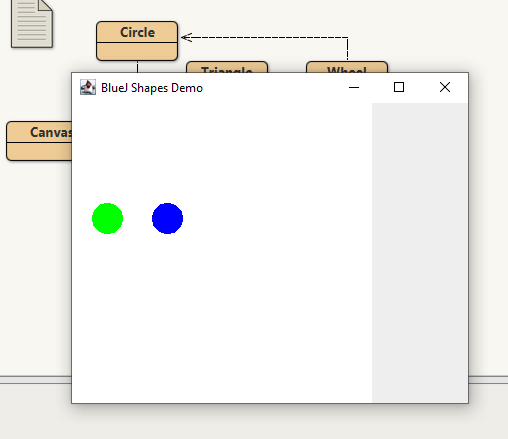 Circle
Triangle
Wheel
BlueJ Shapes Demo
Canvas